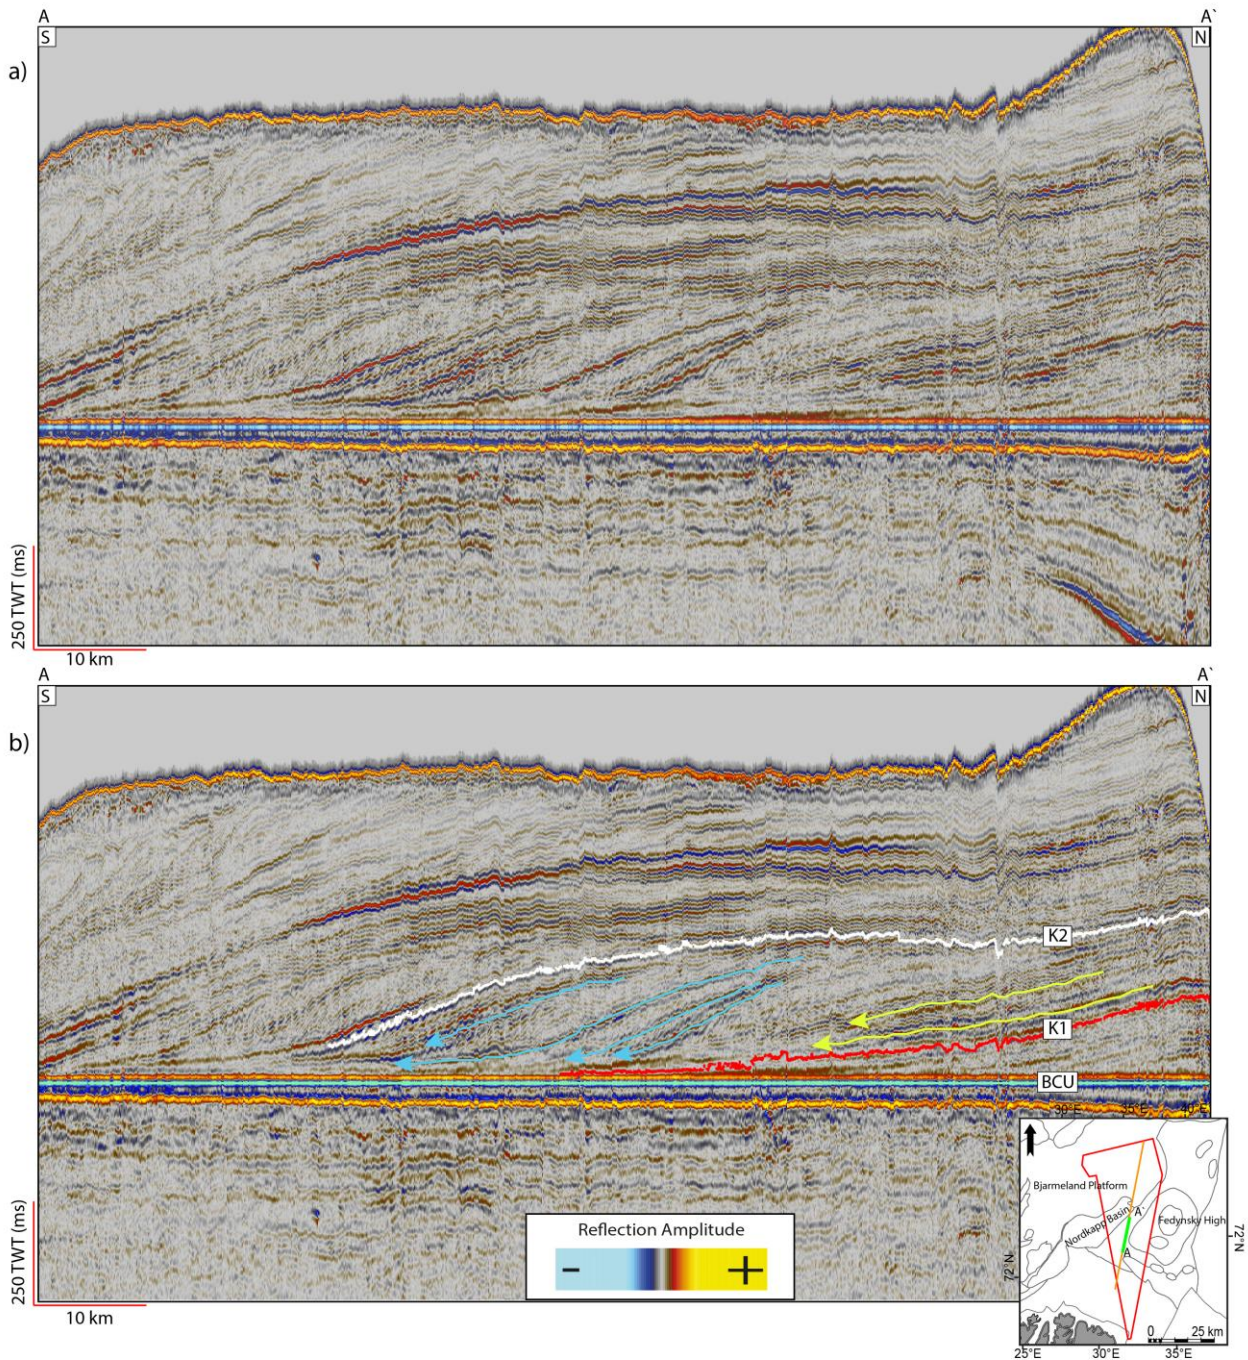 A A`
S N
a)
250 TWT (ms)
10 km
A A`
S N
b)
K2
K1
BCU
30°E 35°E 40°E
Bjarmeland Platform
Nordkapp Basin
A`
Fedynsky High
A
72°N
72°N
0 25 km
25°E 30°E 35°E
Reflection Amplitude
- +
250 TWT (ms)
10 km